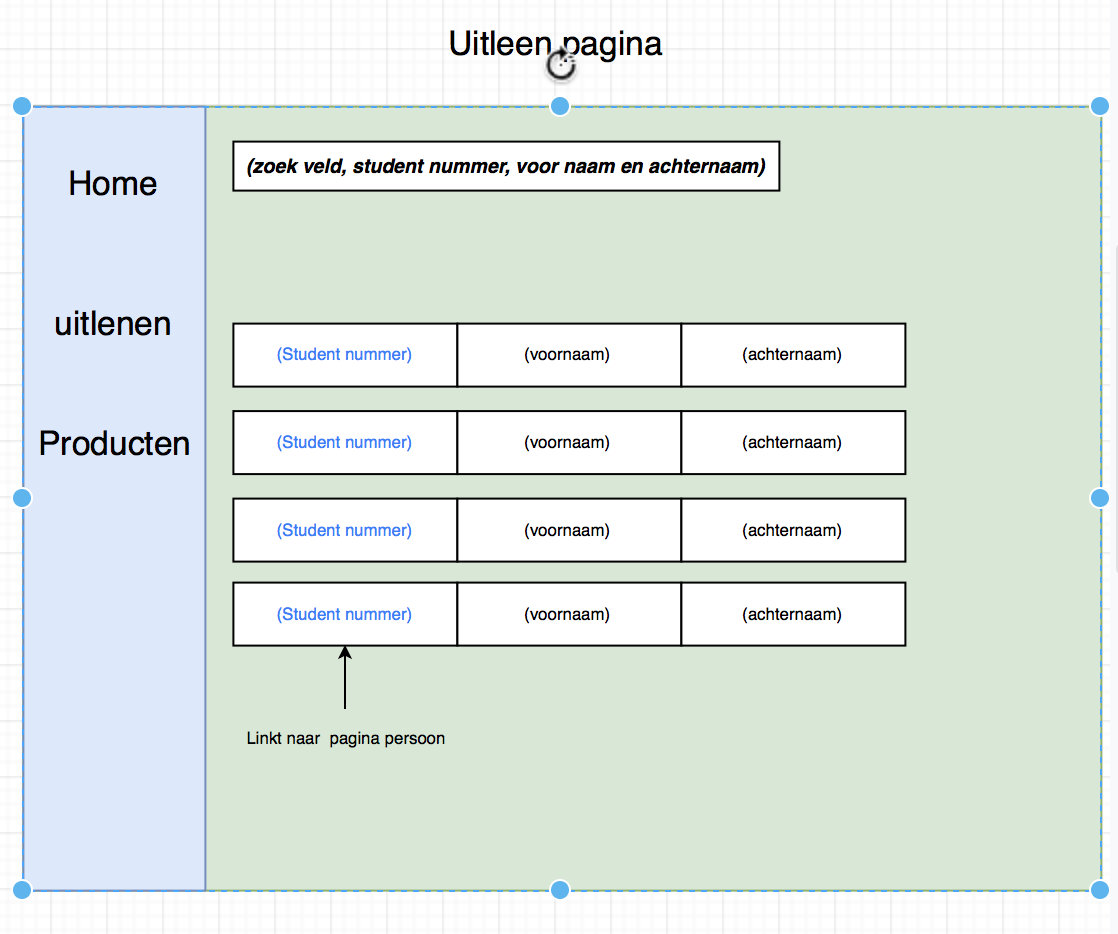 Uitleen pagina
Home
uitlenen
Producten
(zoek veld, student nummer, voor naam en achternaam)
(Student nummer) (voornaam) (achternaam)
(Student nummer) (voornaam) (achternaam)
(Student nummer) (voornaam) (achternaam)
(Student nummer) (voornaam) (achternaam)
Linkt naar  pagina persoon